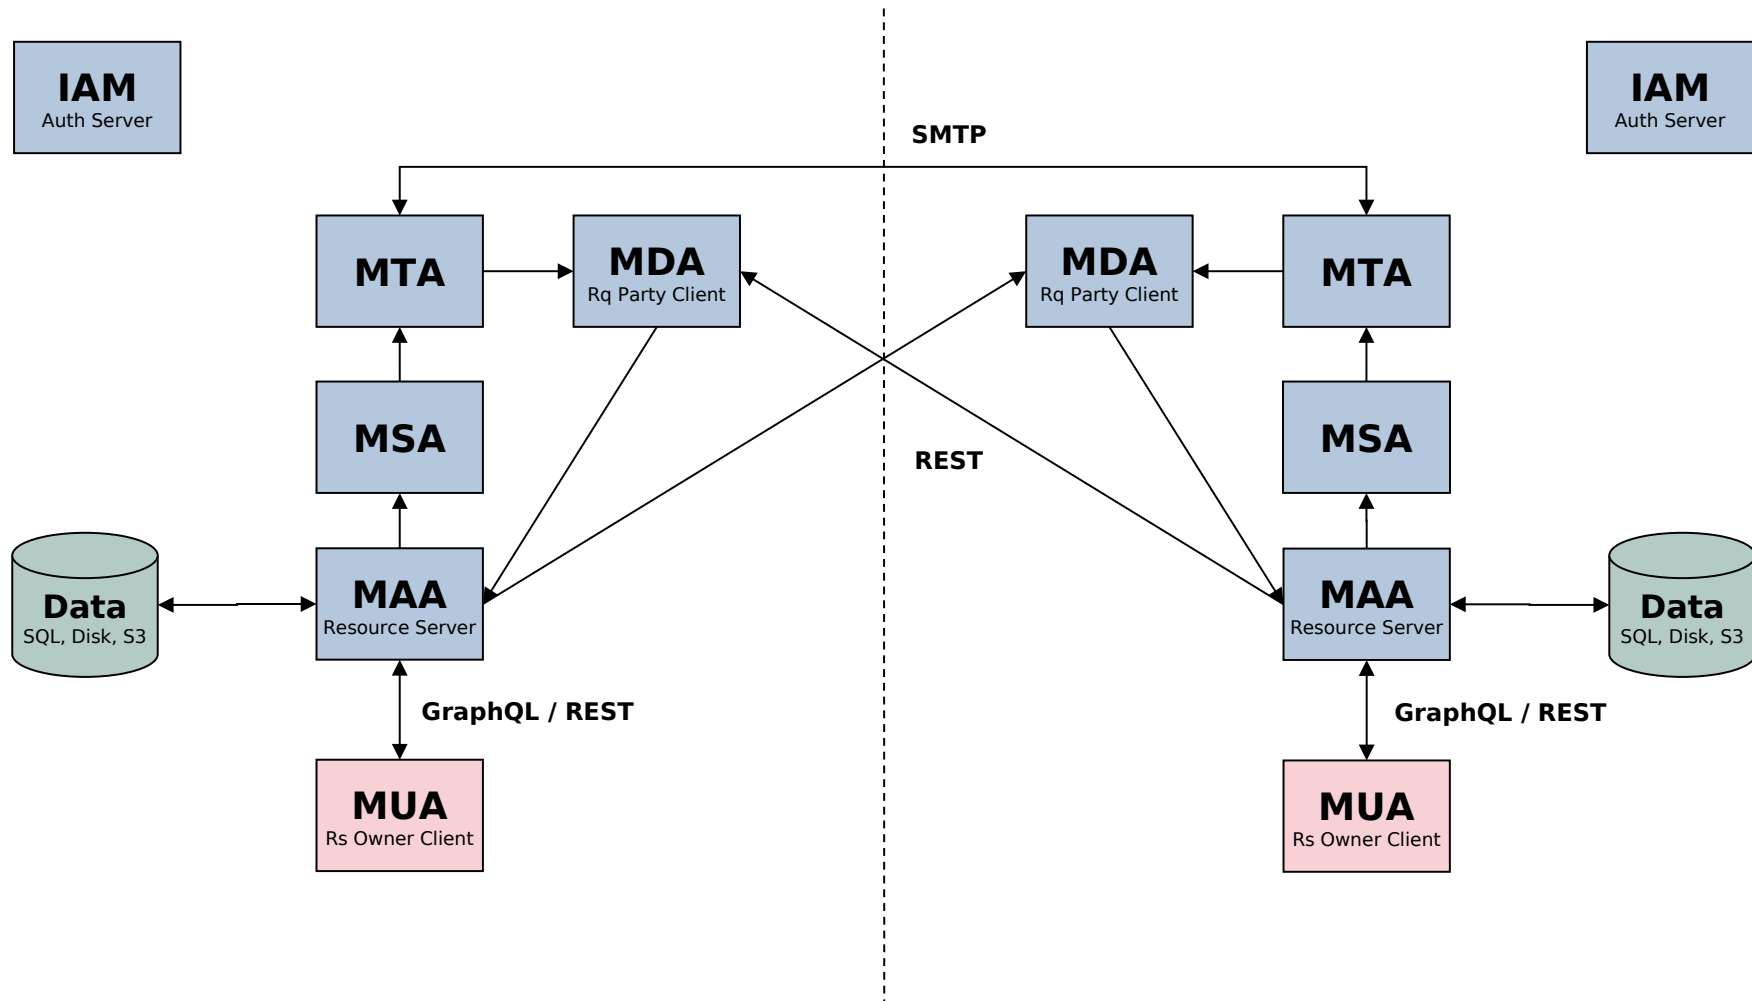 IAM
Auth Server
IAM
Auth Server
SMTP
MTA
MDA
Rq Party Client
MDA
Rq Party Client
MTA
MSA
REST
MSA
Data
SQL, Disk, S3
MAA
Resource Server
MAA
Resource Server
Data
SQL, Disk, S3
GraphQL / REST
GraphQL / REST
MUA
Rs Owner Client
MUA
Rs Owner Client